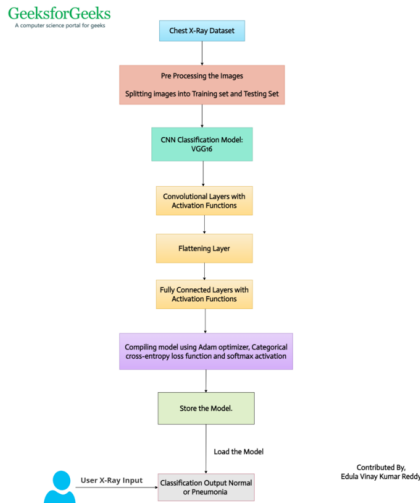 GeeksforGeeks
A computer science portal for geeks
Chest X-Ray Dataset
Pre Processing the Images
Splitting images into Training set and Testing Set
CNN Classification Model:
VGG16
Convolutional Layers with
Activation Functions
Flattening Layer
Fully Connected Layers with
Activation Functions
Compiling model using Adam optimizer, Categorical
cross-entropy loss function and softmax activation
Store the Model.
Load the Model
User X-Ray Input
Classification Output Normal
or Pneumonia
Contributed By,
Edula Vinay Kumar Reddy